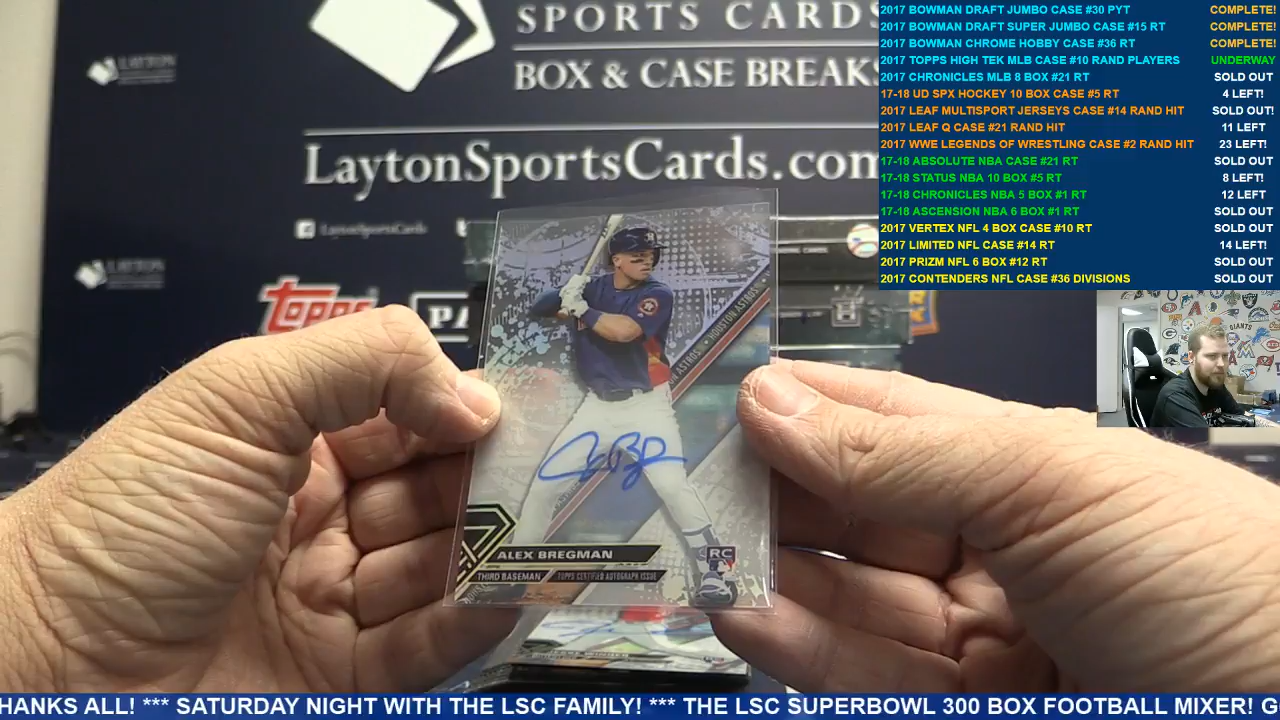 SPORTS CARDS
BOX & CASE BREAKS
LaytonSportsCards.com
LaytonSportsCards
LAYTON
LAYTON
topps
PA
HOUSTON ASTROS
ASTROS
ALEX BREGMAN
THIRD BASEMAN
TOPPS CERTIFIED AUTOGRAPH ISSUE
RC
GIANTS
2017 BOWMAN DRAFT JUMBO CASE #30 PYT COMPLETE!
2017 BOWMAN DRAFT SUPER JUMBO CASE #15 RT COMPLETE!
2017 BOWMAN CHROME HOBBY CASE #36 RT COMPLETE!
2017 TOPPS HIGH TEK MLB CASE #10 RAND PLAYERS UNDERWAY
2017 CHRONICLES MLB 8 BOX #21 RT SOLD OUT
17-18 UD SPX HOCKEY 10 BOX CASE #5 RT 4 LEFT!
2017 LEAF MULTISPORT JERSEYS CASE #14 RAND HIT SOLD OUT!
2017 LEAF Q CASE #21 RAND HIT 11 LEFT
2017 WWE LEGENDS OF WRESTLING CASE #2 RAND HIT 23 LEFT!
17-18 ABSOLUTE NBA CASE #21 RT SOLD OUT
17-18 STATUS NBA 10 BOX #5 RT 8 LEFT!
17-18 CHRONICLES NBA 5 BOX #1 RT 12 LEFT
17-18 ASCENSION NBA 6 BOX #1 RT SOLD OUT
2017 VERTEX NFL 4 BOX CASE #10 RT SOLD OUT
2017 LIMITED NFL CASE #14 RT 14 LEFT!
2017 PRIZM NFL 6 BOX #12 RT SOLD OUT
2017 CONTENDERS NFL CASE #36 DIVISIONS SOLD OUT
HANKS ALL! *** SATURDAY NIGHT WITH THE LSC FAMILY! *** THE LSC SUPERBOWL 300 BOX FOOTBALL MIXER! G